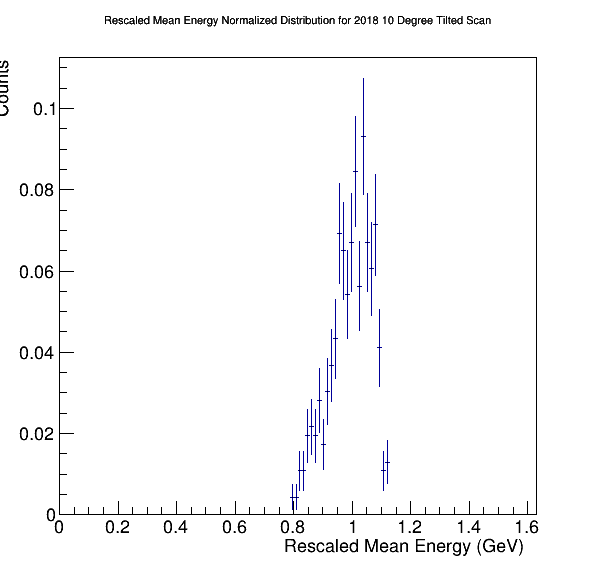 Rescaled Mean Energy Normalized Distribution for 2018 10 Degree Tilted Scan
Counts
0.1
0.08
0.06
0.04
0.02
0
0 0.2 0.4 0.6 0.8 1 1.2 1.4 1.6
Rescaled Mean Energy (GeV)